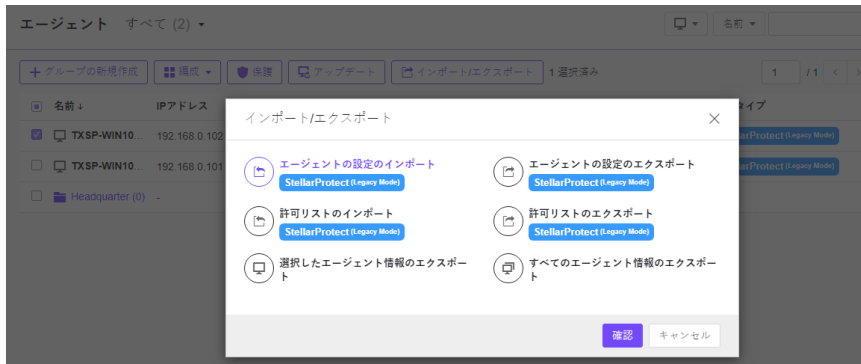 エージェント すべて (2)
名前
グループの新規作成 編成 保護 アップデート インポート/エクスポート 1 選択済み 1 / 1
名前↓ IPアドレス タイプ
TXSP-WIN10... 192.168.0.102 larProtect (Legacy Mode)
TXSP-WIN10... 192.168.0.101 larProtect (Legacy Mode)
Headquarter (0) -
インポート/エクスポート
エージェントの設定のインポート エージェントの設定のエクスポート
StellarProtect (Legacy Mode) StellarProtect (Legacy Mode)
許可リストのインポート 許可リストのエクスポート
StellarProtect (Legacy Mode) StellarProtect (Legacy Mode)
選択したエージェント情報のエクスポー すべてのエージェント情報のエクスポー
ト ト
確認 キャンセル